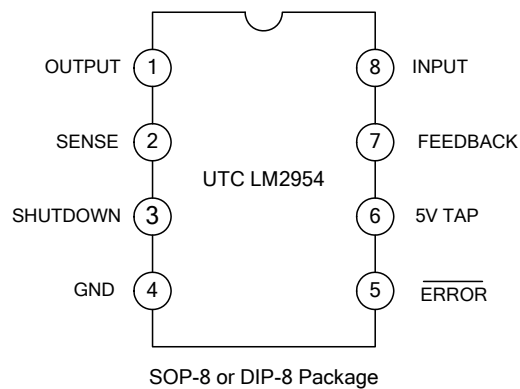 OUTPUT 1 8 INPUT
SENSE 2 7 FEEDBACK
UTC LM2954
SHUTDOWN 3 6 5V TAP
GND 4 5 ERROR
SOP-8 or DIP-8 Package